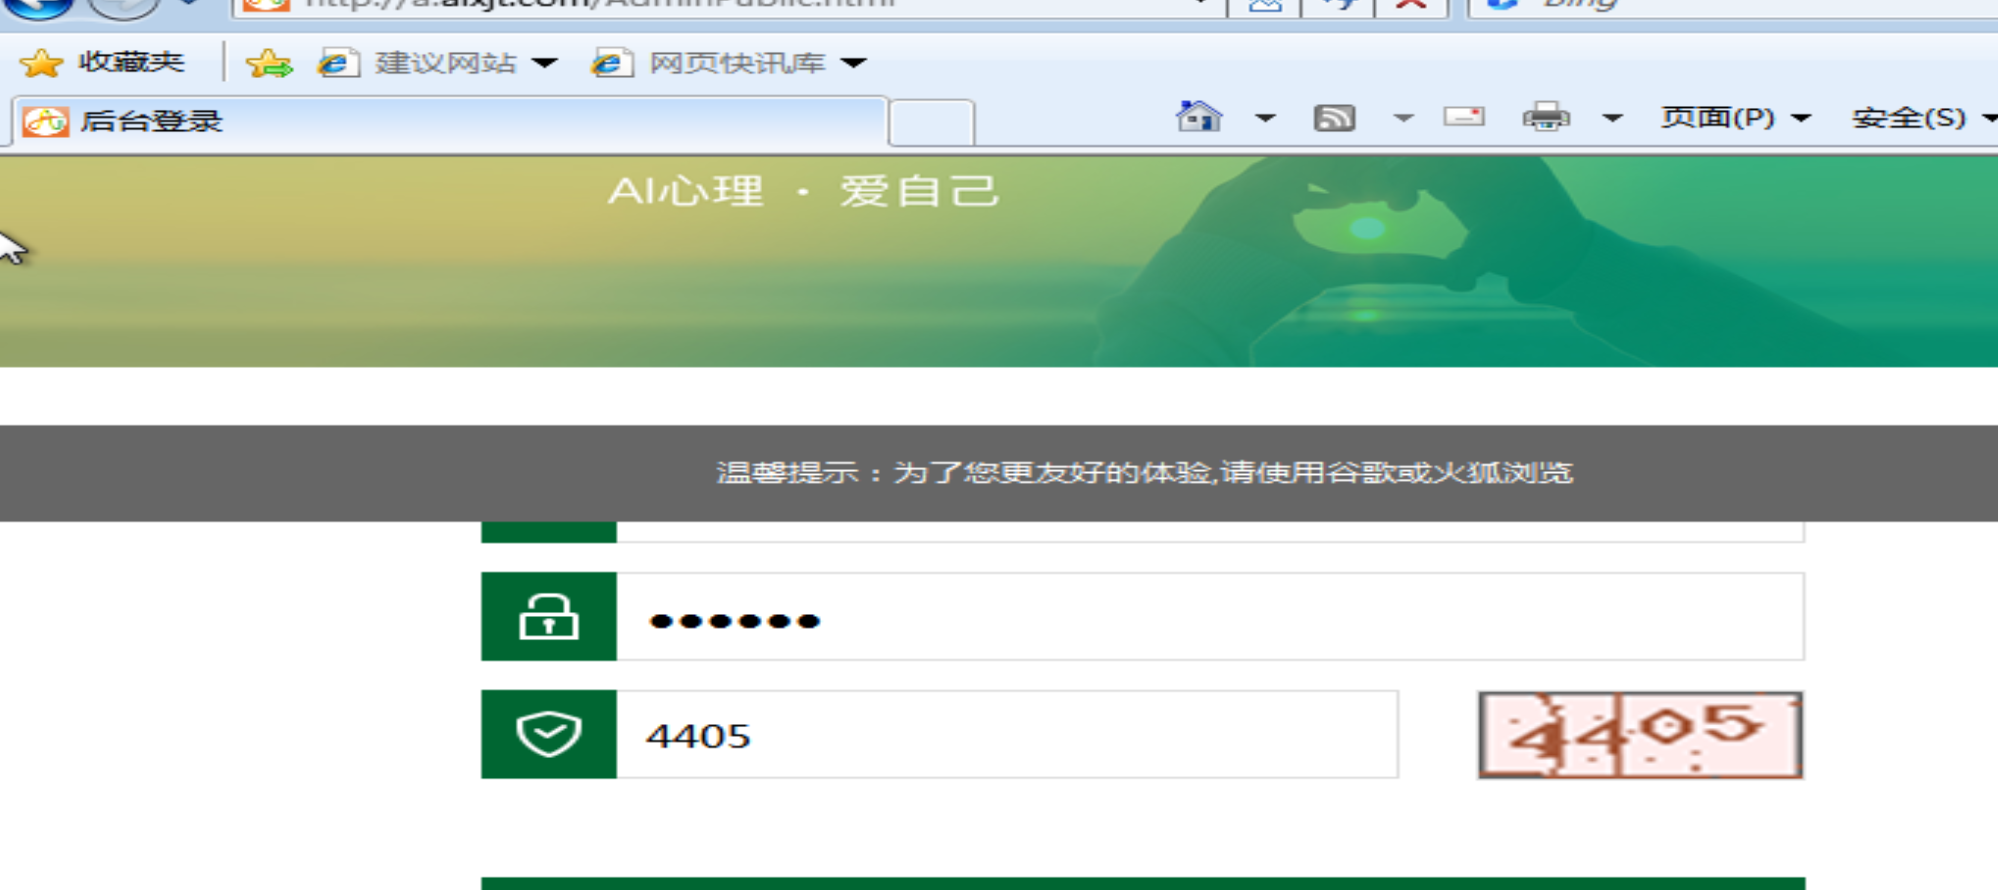 http://a.aixjt.com/AdminPublic.html
Bing
收藏夹
建议网站
网页快讯库
后台登录
页面(P)
安全(S)
AI心理 · 爱自己
温馨提示：为了您更友好的体验,请使用谷歌或火狐浏览
4405
4405